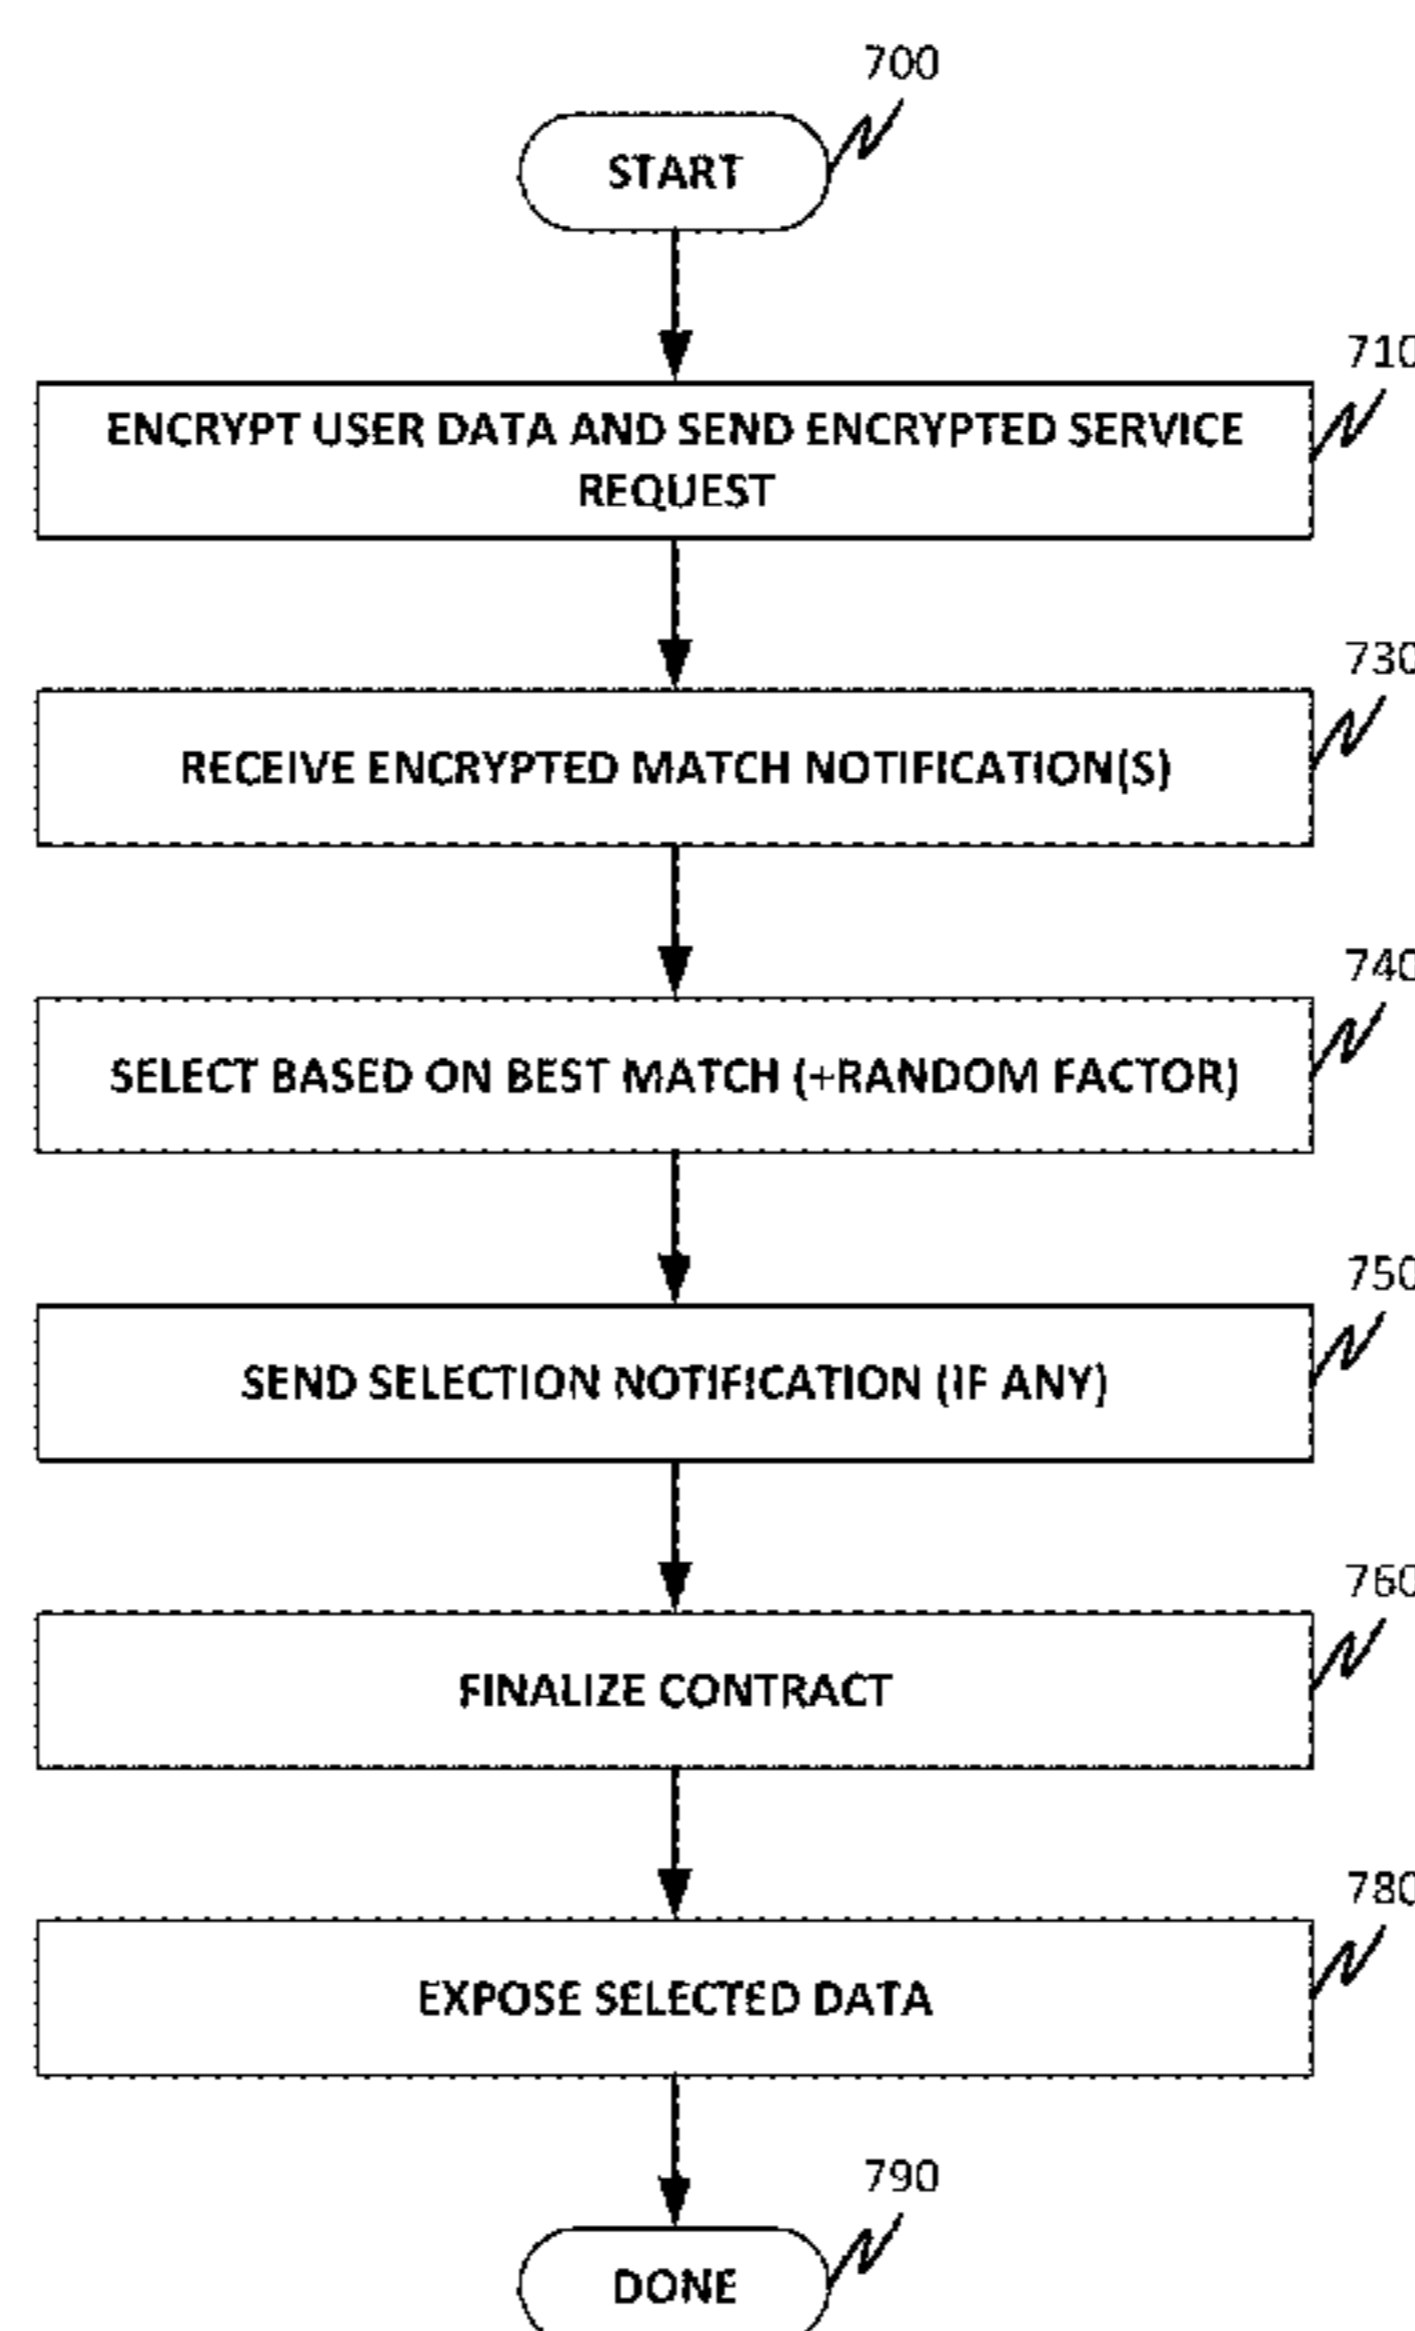 700
START
710
ENCRYPT USER DATA AND SEND ENCRYPTED SERVICE
REQUEST
730
RECEIVE ENCRYPTED MATCH NOTIFICATION(S)
740
SELECT BASED ON BEST MATCH (+RANDOM FACTOR)
750
SEND SELECTION NOTIFICATION (IF ANY)
760
FINALIZE CONTRACT
780
EXPOSE SELECTED DATA
790
DONE